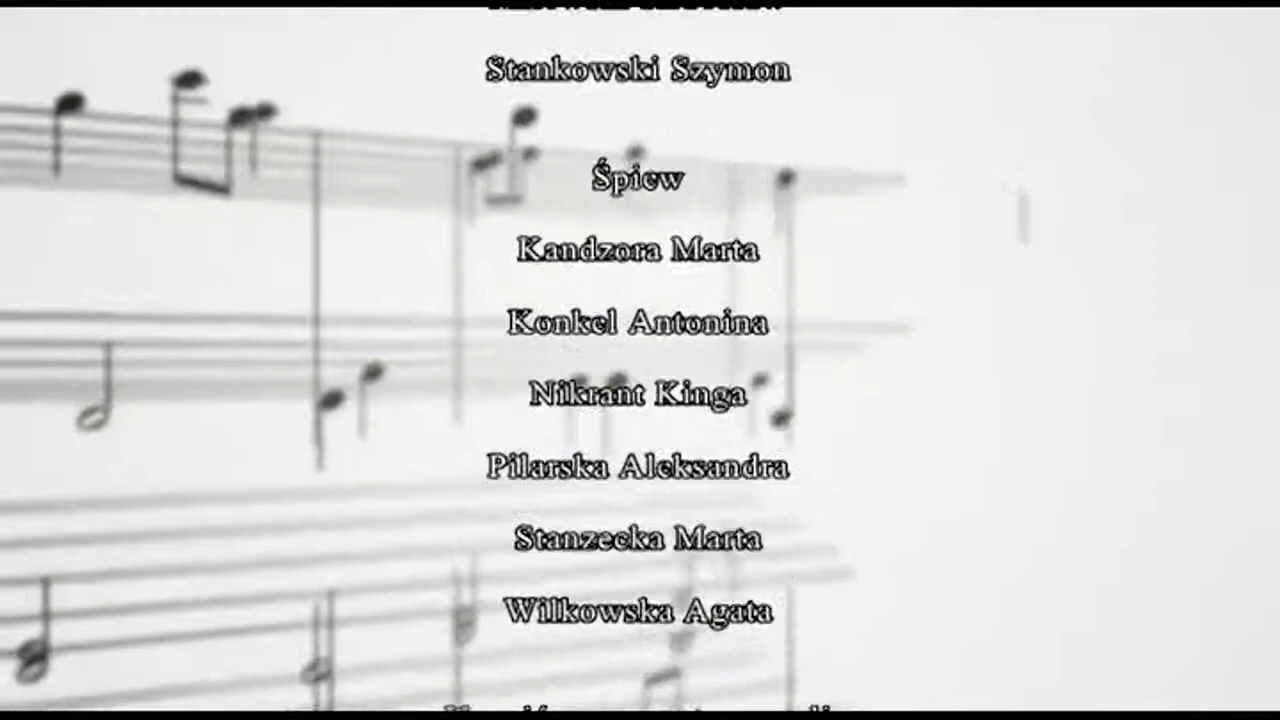 Stankowski Szymon
Śpiew
Kandzora Marta
Konkel Antonina
Nikrant Kinga
Pilarska Aleksandra
Stanzecka Marta
Wilkowska Agata